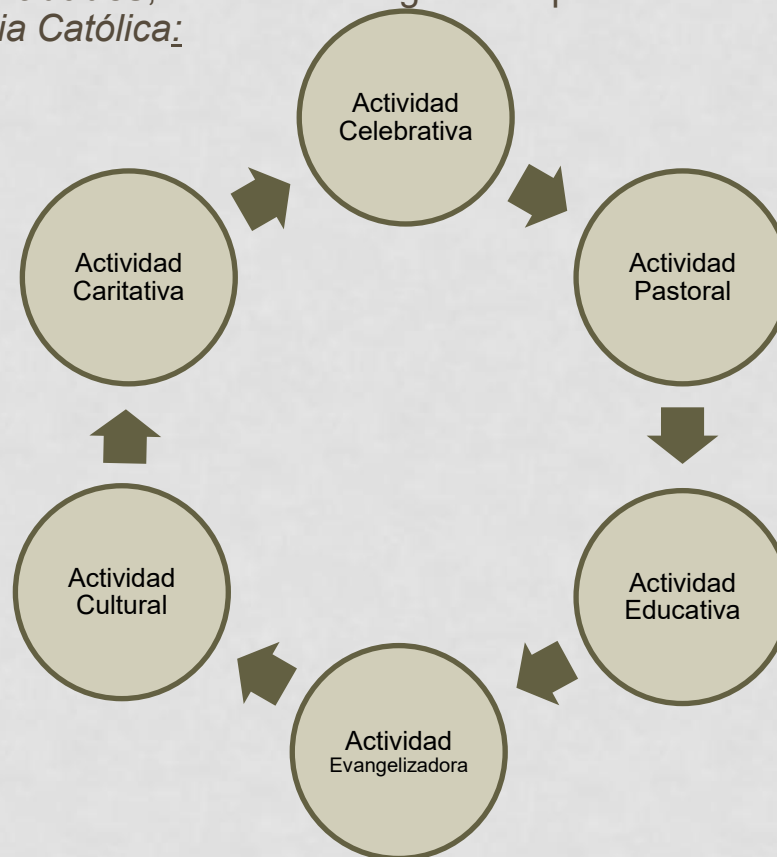 ia Católica:
Actividad
Celebrativa
Actividad
Pastoral
Actividad
Educativa
Actividad
Evangelizadora
Actividad
Cultural
Actividad
Caritativa